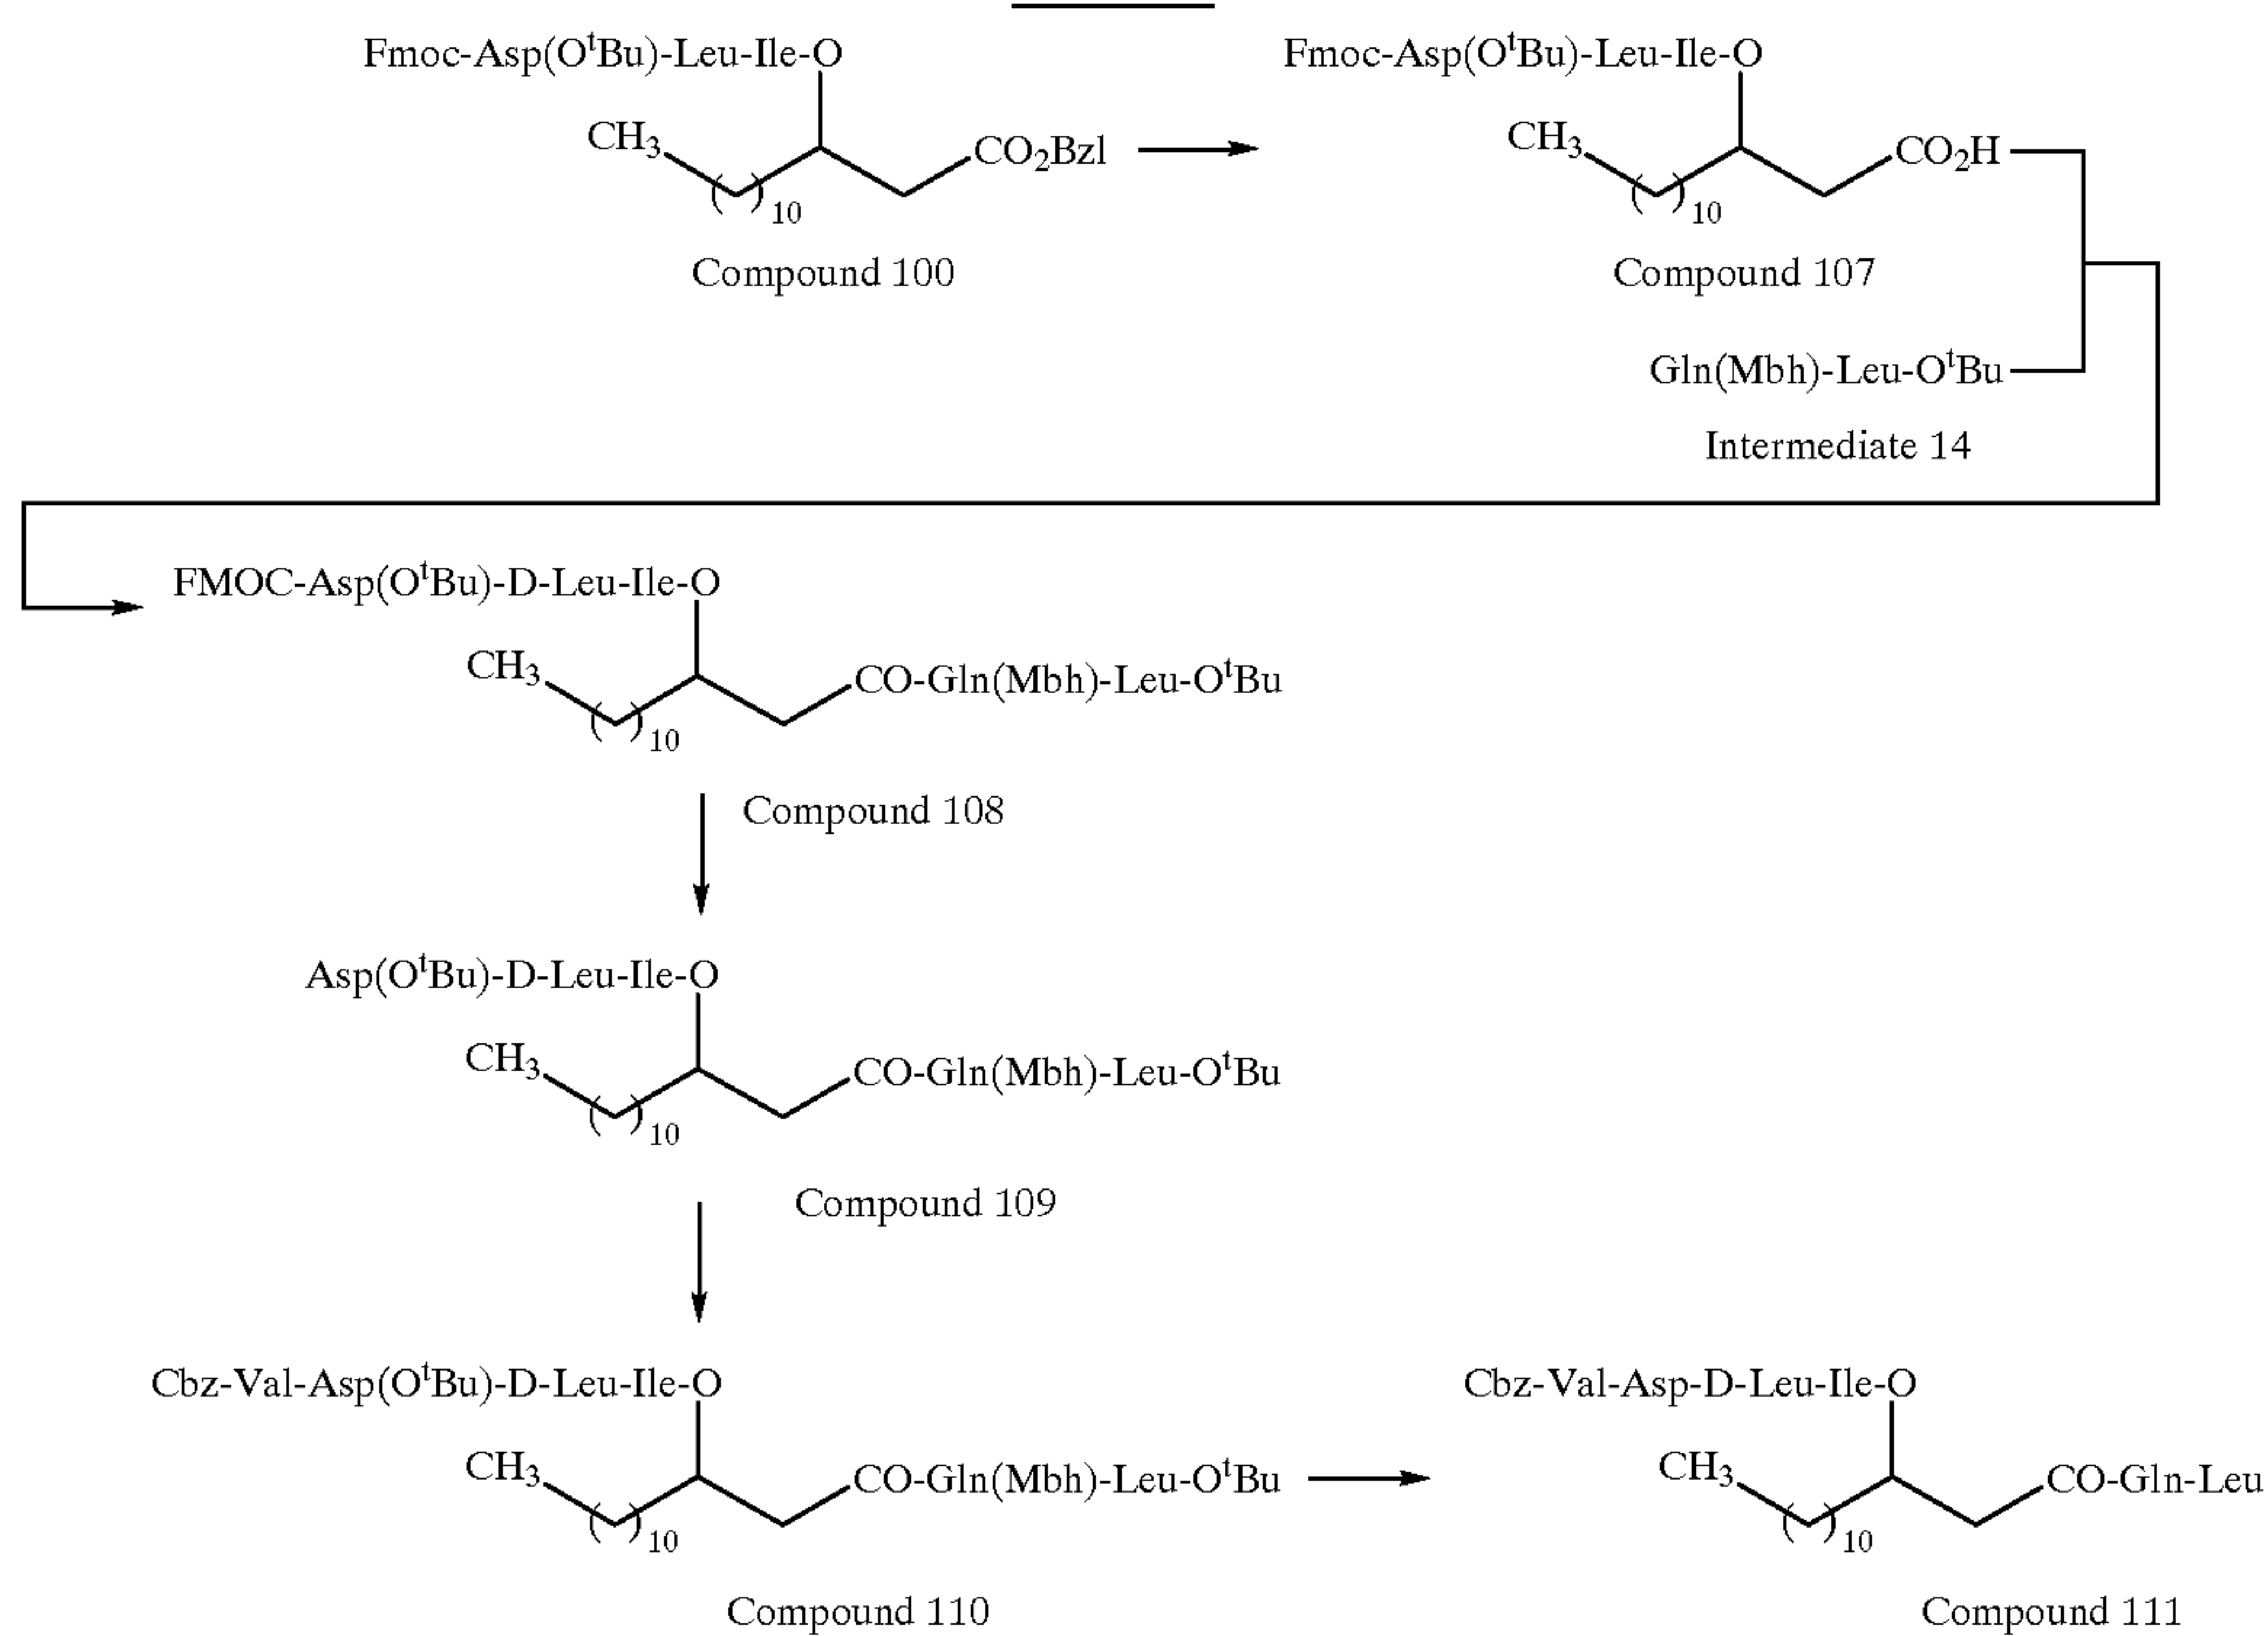 Fmoc-Asp(OᵗBu)-Leu-Ile-O
CH₃
CO₂Bzl
( )₁₀
Compound 100
Fmoc-Asp(OᵗBu)-Leu-Ile-O
CH₃
CO₂H
( )₁₀
Compound 107
Gln(Mbh)-Leu-OᵗBu
Intermediate 14
FMOC-Asp(OᵗBu)-D-Leu-Ile-O
CH₃
CO-Gln(Mbh)-Leu-OᵗBu
( )₁₀
Compound 108
Asp(OᵗBu)-D-Leu-Ile-O
CH₃
CO-Gln(Mbh)-Leu-OᵗBu
( )₁₀
Compound 109
Cbz-Val-Asp(OᵗBu)-D-Leu-Ile-O
CH₃
CO-Gln(Mbh)-Leu-OᵗBu
( )₁₀
Compound 110
Cbz-Val-Asp-D-Leu-Ile-O
CH₃
CO-Gln-Leu
( )₁₀
Compound 111